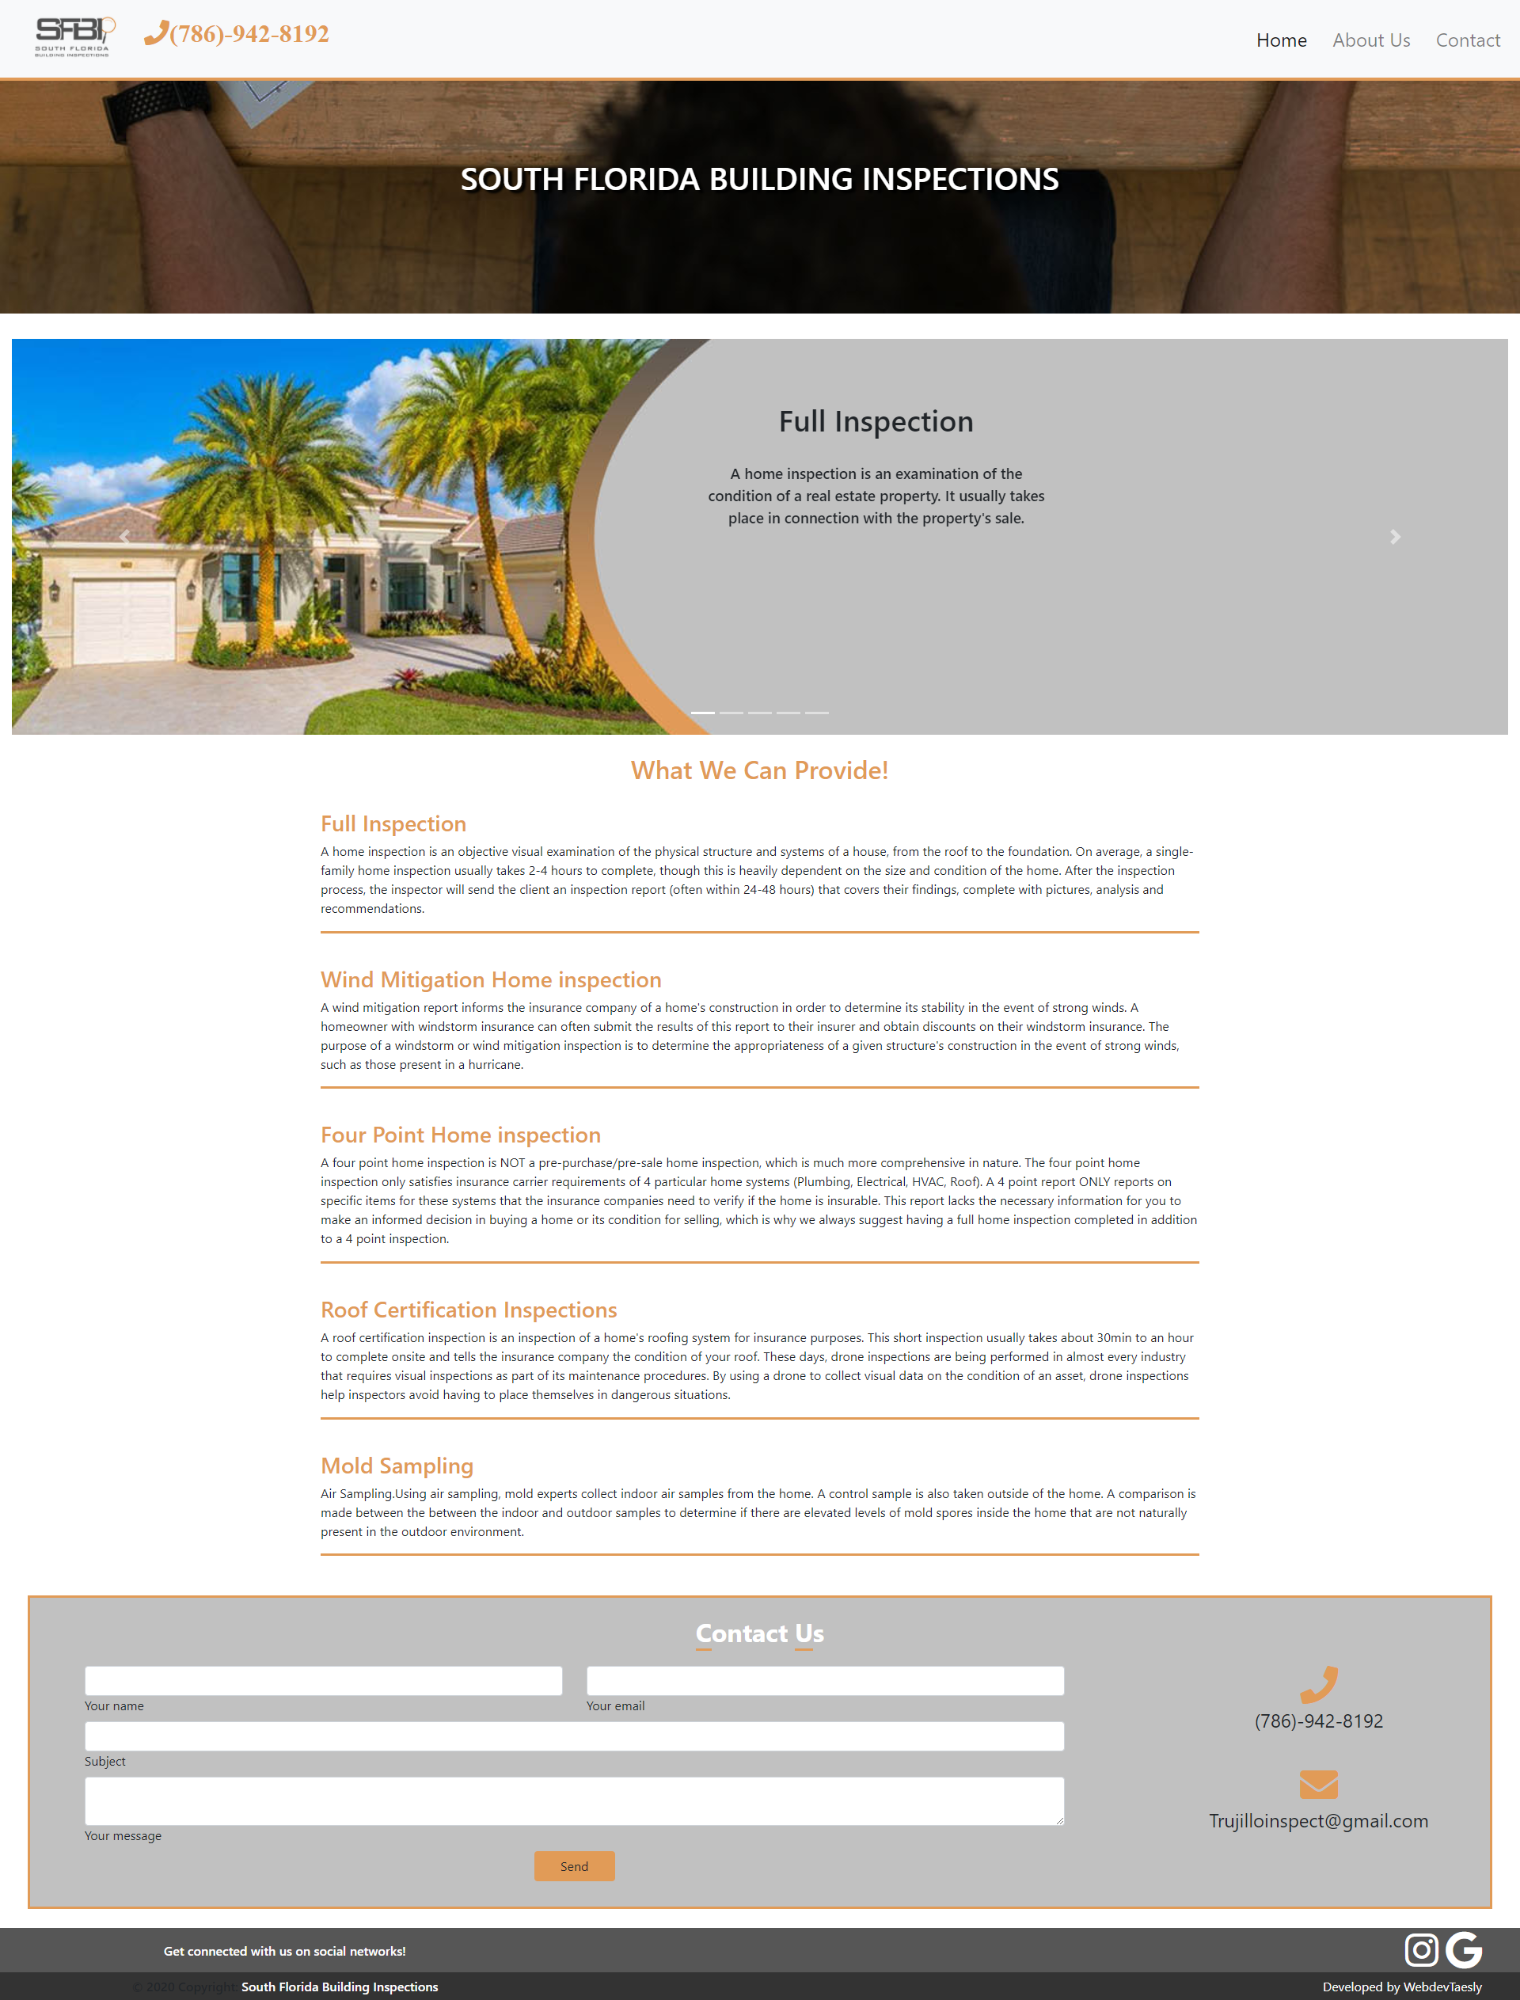 SFBI
SOUTH FLORIDA
BUILDING INSPECTIONS
(786)-942-8192
Home About Us Contact
SOUTH FLORIDA BUILDING INSPECTIONS
Full Inspection
A home inspection is an examination of the
condition of a real estate property. It usually takes
place in connection with the property's sale.
What We Can Provide!
Full Inspection
A home inspection is an objective visual examination of the physical structure and systems of a house, from the roof to the foundation. On average, a single-
family home inspection usually takes 2-4 hours to complete, though this is heavily dependent on the size and condition of the home. After the inspection
process, the inspector will send the client an inspection report (often within 24-48 hours) that covers their findings, complete with pictures, analysis and
recommendations.
Wind Mitigation Home inspection
A wind mitigation report informs the insurance company of a home's construction in order to determine its stability in the event of strong winds. A
homeowner with windstorm insurance can often submit the results of this report to their insurer and obtain discounts on their windstorm insurance. The
purpose of a windstorm or wind mitigation inspection is to determine the appropriateness of a given structure's construction in the event of strong winds,
such as those present in a hurricane.
Four Point Home inspection
A four point home inspection is NOT a pre-purchase/pre-sale home inspection, which is much more comprehensive in nature. The four point home
inspection only satisfies insurance carrier requirements of 4 particular home systems (Plumbing, Electrical, HVAC, Roof). A 4 point report ONLY reports on
specific items for these systems that the insurance companies need to verify if the home is insurable. This report lacks the necessary information for you to
make an informed decision in buying a home or its condition for selling, which is why we always suggest having a full home inspection completed in addition
to a 4 point inspection.
Roof Certification Inspections
A roof certification inspection is an inspection of a home's roofing system for insurance purposes. This short inspection usually takes about 30min to an hour
to complete onsite and tells the insurance company the condition of your roof. These days, drone inspections are being performed in almost every industry
that requires visual inspections as part of its maintenance procedures. By using a drone to collect visual data on the condition of an asset, drone inspections
help inspectors avoid having to place themselves in dangerous situations.
Mold Sampling
Air Sampling.Using air sampling, mold experts collect indoor air samples from the home. A control sample is also taken outside of the home. A comparison is
made between the between the indoor and outdoor samples to determine if there are elevated levels of mold spores inside the home that are not naturally
present in the outdoor environment.
Contact Us
Your name
Your email
Subject
Your message
Send
(786)-942-8192
Trujilloinspect@gmail.com
Get connected with us on social networks!
© 2020 Copyright: South Florida Building Inspections
Developed by WebdevTaesly